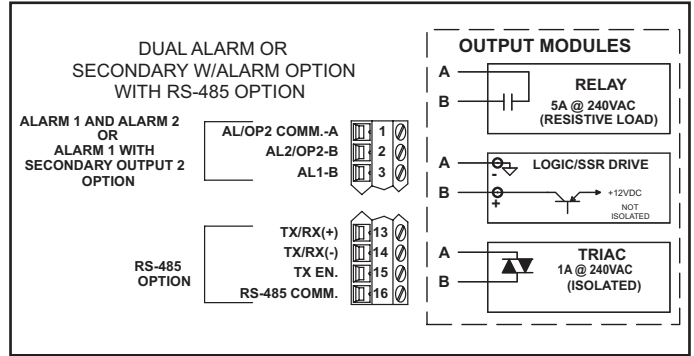 DUAL ALARM OR
SECONDARY W/ALARM OPTION
WITH RS-485 OPTION
ALARM 1 AND ALARM 2
OR
ALARM 1 WITH
SECONDARY OUTPUT 2
OPTION
AL/OP2 COMM.-A 1
AL2/OP2-B 2
AL1-B 3
RS-485
OPTION
TX/RX(+) 13
TX/RX(-) 14
TX EN. 15
RS-485 COMM. 16
OUTPUT MODULES
A
B
RELAY
5A @ 240VAC
(RESISTIVE LOAD)
A
-
B
+
LOGIC/SSR DRIVE
+12VDC
NOT
ISOLATED
A
B
TRIAC
1A @ 240VAC
(ISOLATED)